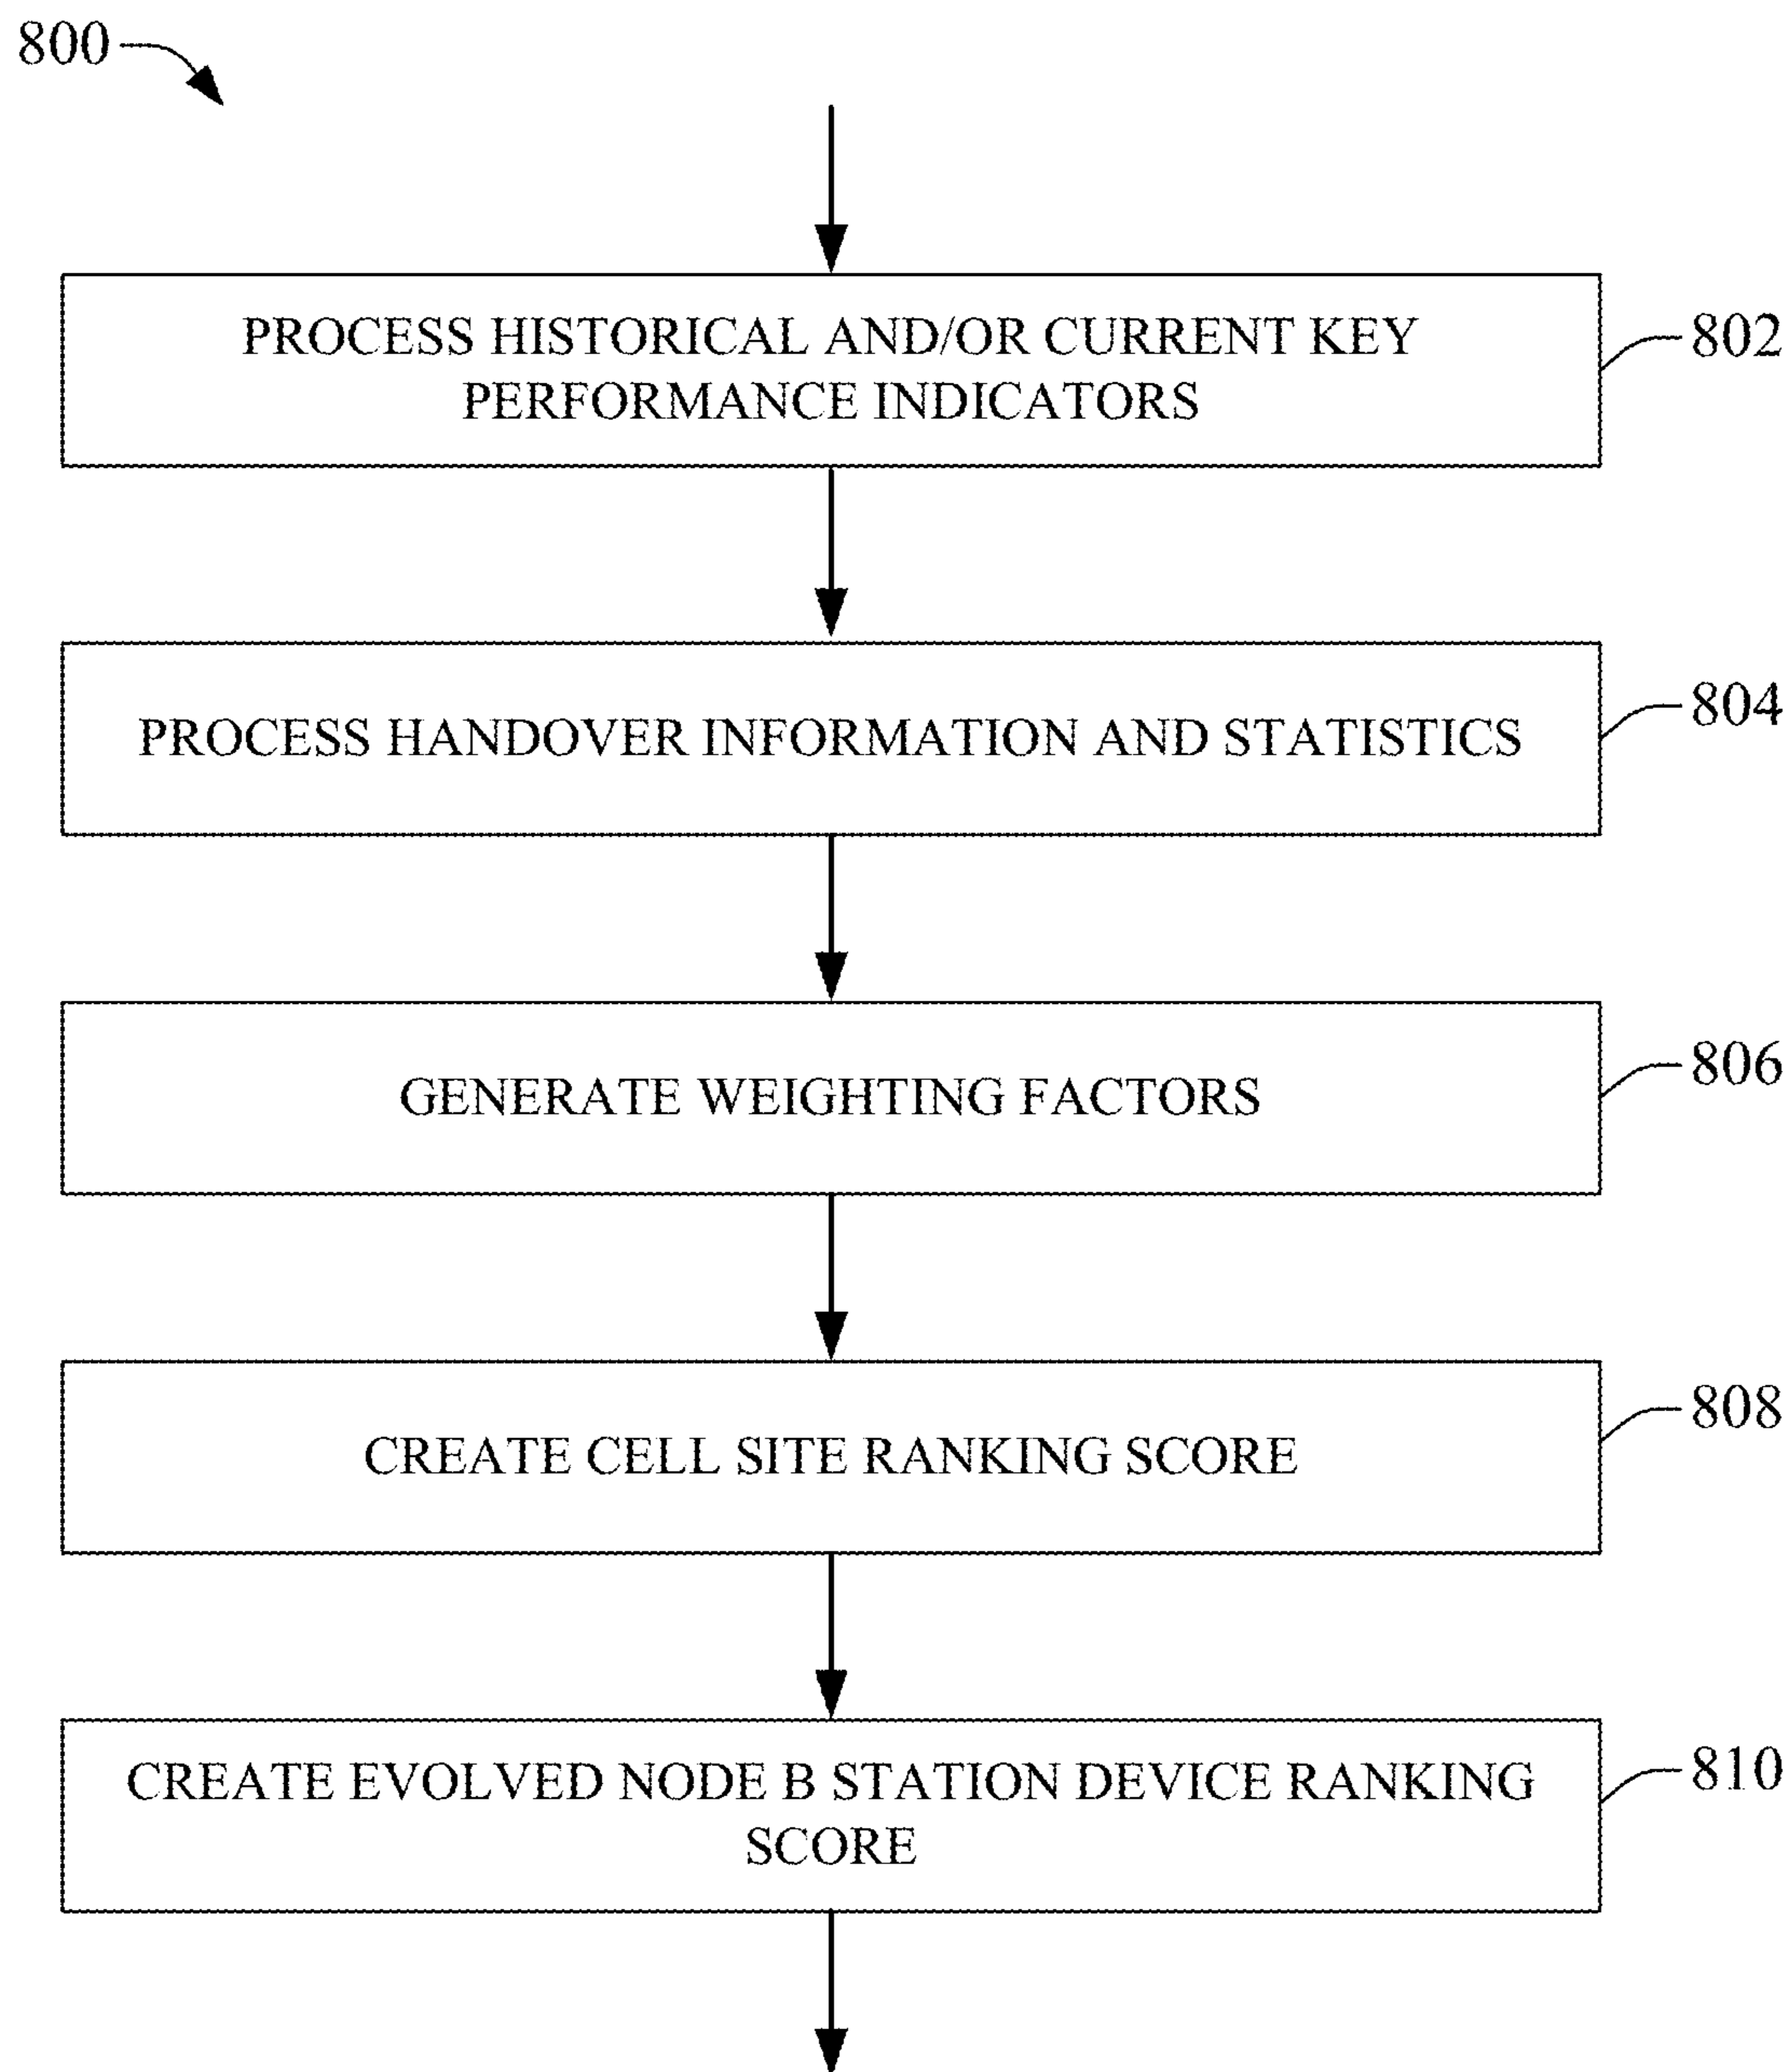 800
PROCESS HISTORICAL AND/OR CURRENT KEY
PERFORMANCE INDICATORS
802
PROCESS HANDOVER INFORMATION AND STATISTICS
804
GENERATE WEIGHTING FACTORS
806
CREATE CELL SITE RANKING SCORE
808
CREATE EVOLVED NODE B STATION DEVICE RANKING
SCORE
810